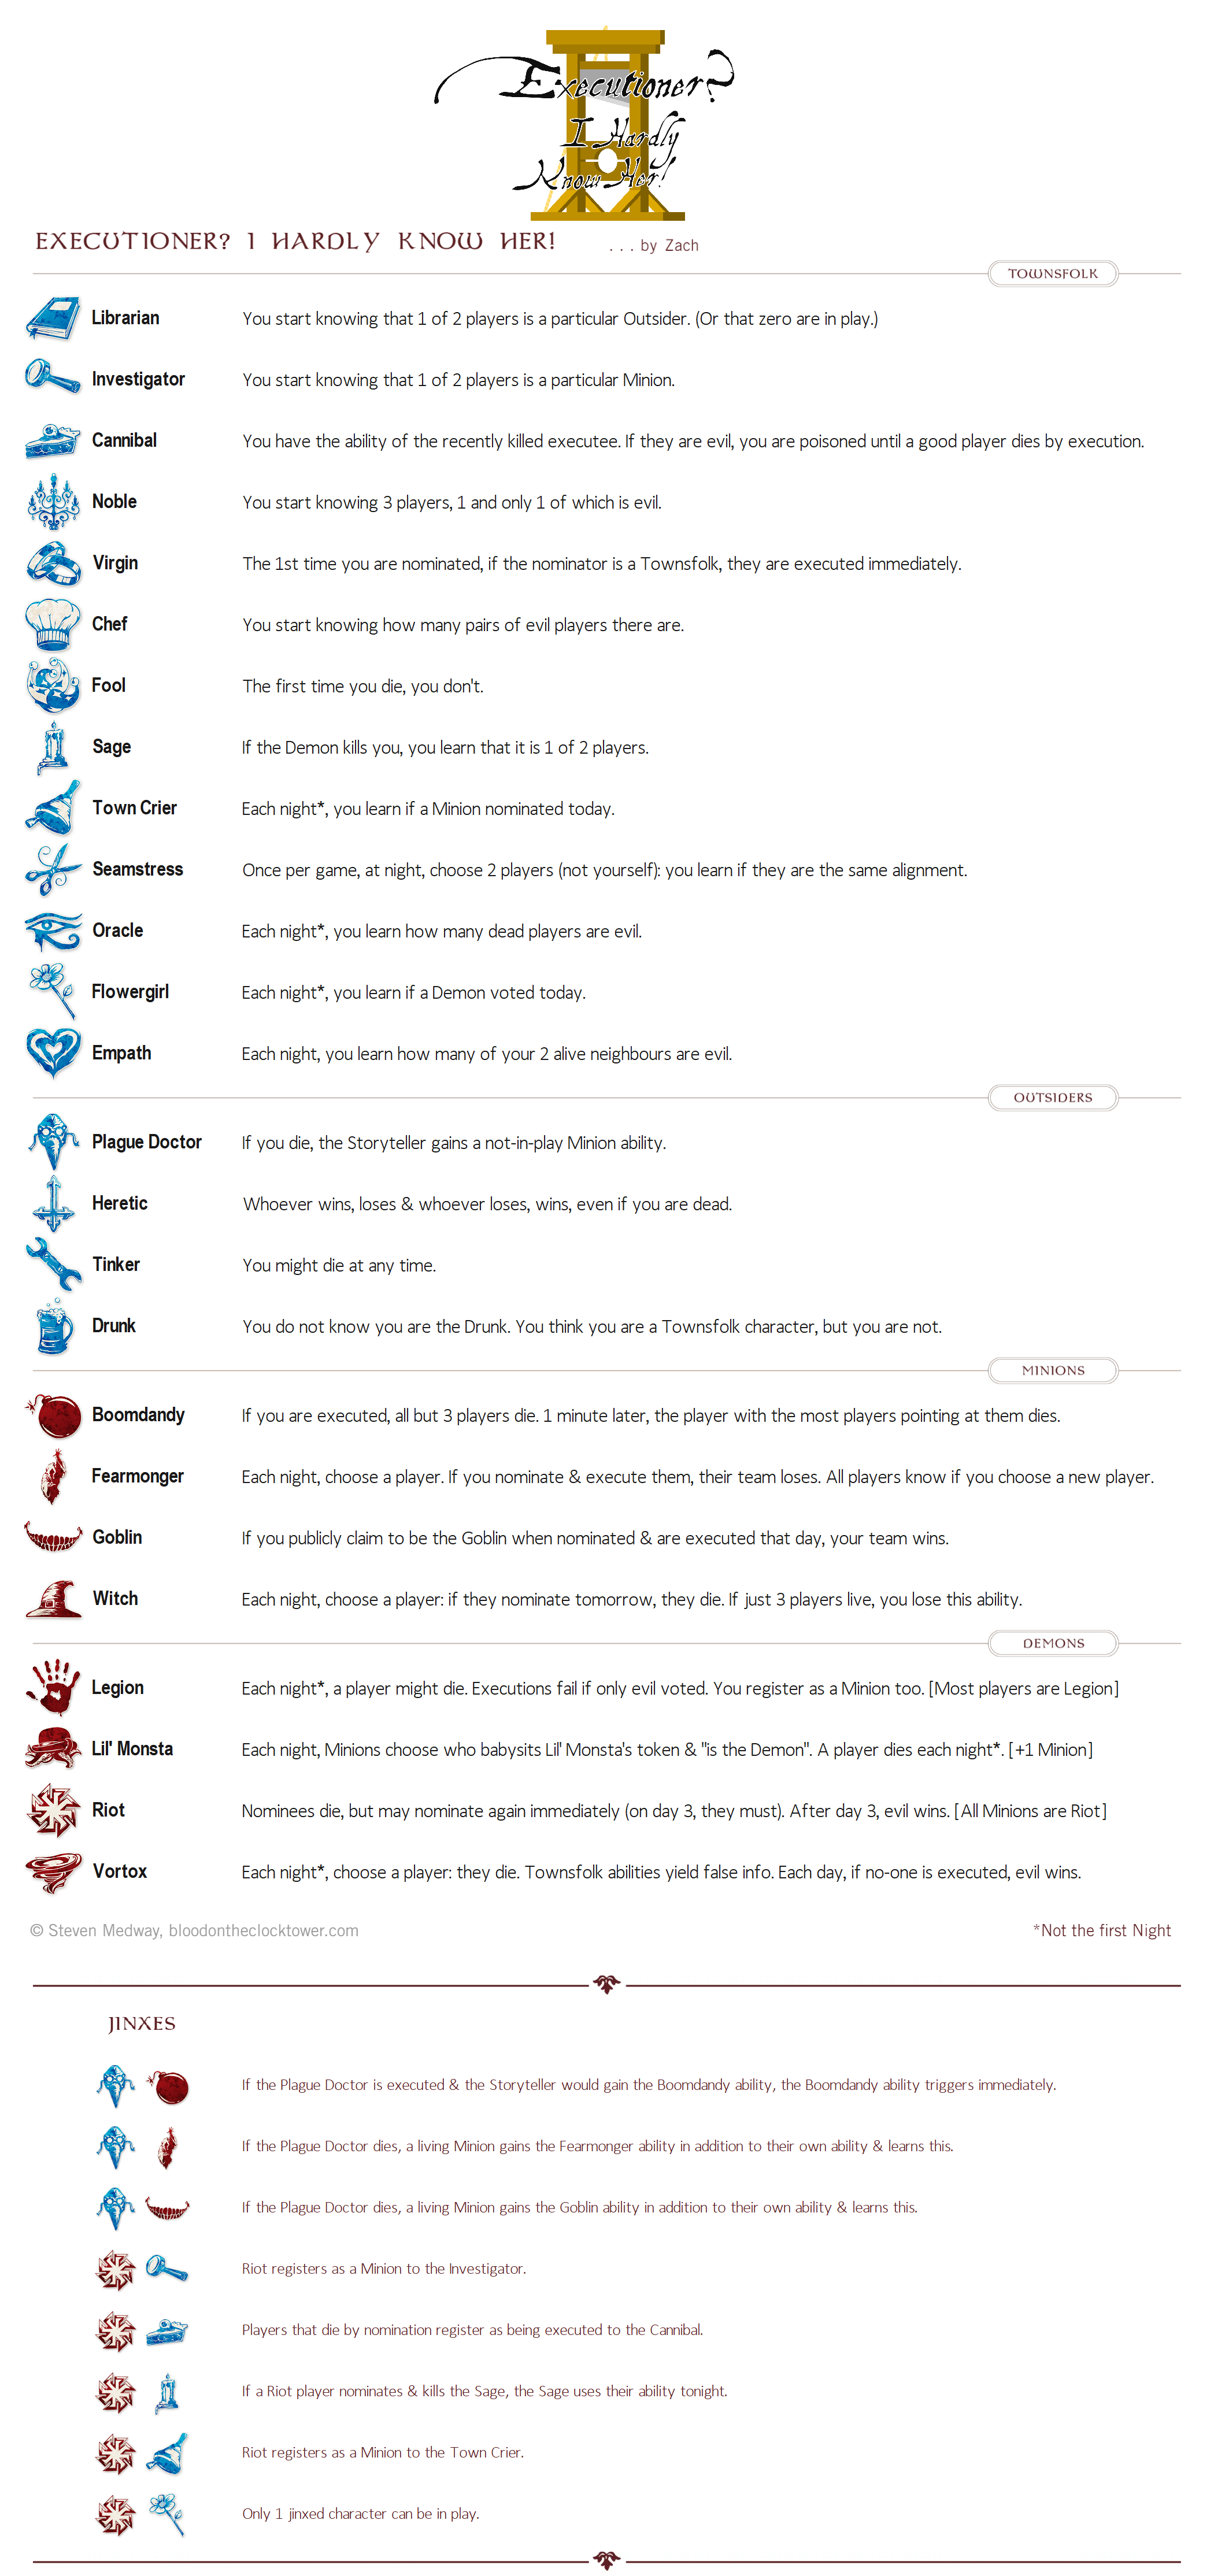 Executioner?
I Hardly
Know Her!
EXECUTIONER? I HARDLY KNOW HER! . . . by Zach
TOWNSFOLK
Librarian You start knowing that 1 of 2 players is a particular Outsider. (Or that zero are in play.)
Investigator You start knowing that 1 of 2 players is a particular Minion.
Cannibal You have the ability of the recently killed executee. If they are evil, you are poisoned until a good player dies by execution.
Noble You start knowing 3 players, 1 and only 1 of which is evil.
Virgin The 1st time you are nominated, if the nominator is a Townsfolk, they are executed immediately.
Chef You start knowing how many pairs of evil players there are.
Fool The first time you die, you don't.
Sage If the Demon kills you, you learn that it is 1 of 2 players.
Town Crier Each night*, you learn if a Minion nominated today.
Seamstress Once per game, at night, choose 2 players (not yourself): you learn if they are the same alignment.
Oracle Each night*, you learn how many dead players are evil.
Flowergirl Each night*, you learn if a Demon voted today.
Empath Each night, you learn how many of your 2 alive neighbours are evil.
OUTSIDERS
Plague Doctor If you die, the Storyteller gains a not-in-play Minion ability.
Heretic Whoever wins, loses & whoever loses, wins, even if you are dead.
Tinker You might die at any time.
Drunk You do not know you are the Drunk. You think you are a Townsfolk character, but you are not.
MINIONS
Boomdandy If you are executed, all but 3 players die. 1 minute later, the player with the most players pointing at them dies.
Fearmonger Each night, choose a player. If you nominate & execute them, their team loses. All players know if you choose a new player.
Goblin If you publicly claim to be the Goblin when nominated & are executed that day, your team wins.
Witch Each night, choose a player: if they nominate tomorrow, they die. If just 3 players live, you lose this ability.
DEMONS
Legion Each night*, a player might die. Executions fail if only evil voted. You register as a Minion too. [Most players are Legion]
Lil' Monsta Each night, Minions choose who babysits Lil' Monsta's token & "is the Demon". A player dies each night*. [+1 Minion]
Riot Nominees die, but may nominate again immediately (on day 3, they must). After day 3, evil wins. [All Minions are Riot]
Vortox Each night*, choose a player: they die. Townsfolk abilities yield false info. Each day, if no-one is executed, evil wins.
© Steven Medway, bloodontheclocktower.com *Not the first Night
JINXES
If the Plague Doctor is executed & the Storyteller would gain the Boomdandy ability, the Boomdandy ability triggers immediately.
If the Plague Doctor dies, a living Minion gains the Fearmonger ability in addition to their own ability & learns this.
If the Plague Doctor dies, a living Minion gains the Goblin ability in addition to their own ability & learns this.
Riot registers as a Minion to the Investigator.
Players that die by nomination register as being executed to the Cannibal.
If a Riot player nominates & kills the Sage, the Sage uses their ability tonight.
Riot registers as a Minion to the Town Crier.
Only 1 jinxed character can be in play.